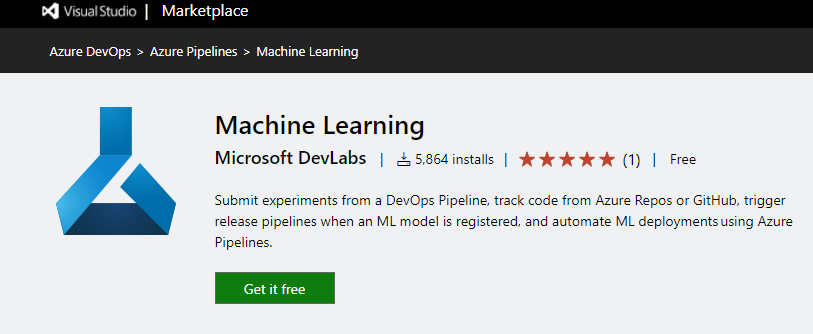 Visual Studio | Marketplace
Azure DevOps > Azure Pipelines > Machine Learning
Machine Learning
Microsoft DevLabs | 5,864 installs | (1) | Free
Submit experiments from a DevOps Pipeline, track code from Azure Repos or GitHub, trigger
release pipelines when an ML model is registered, and automate ML deployments using Azure
Pipelines.
Get it free